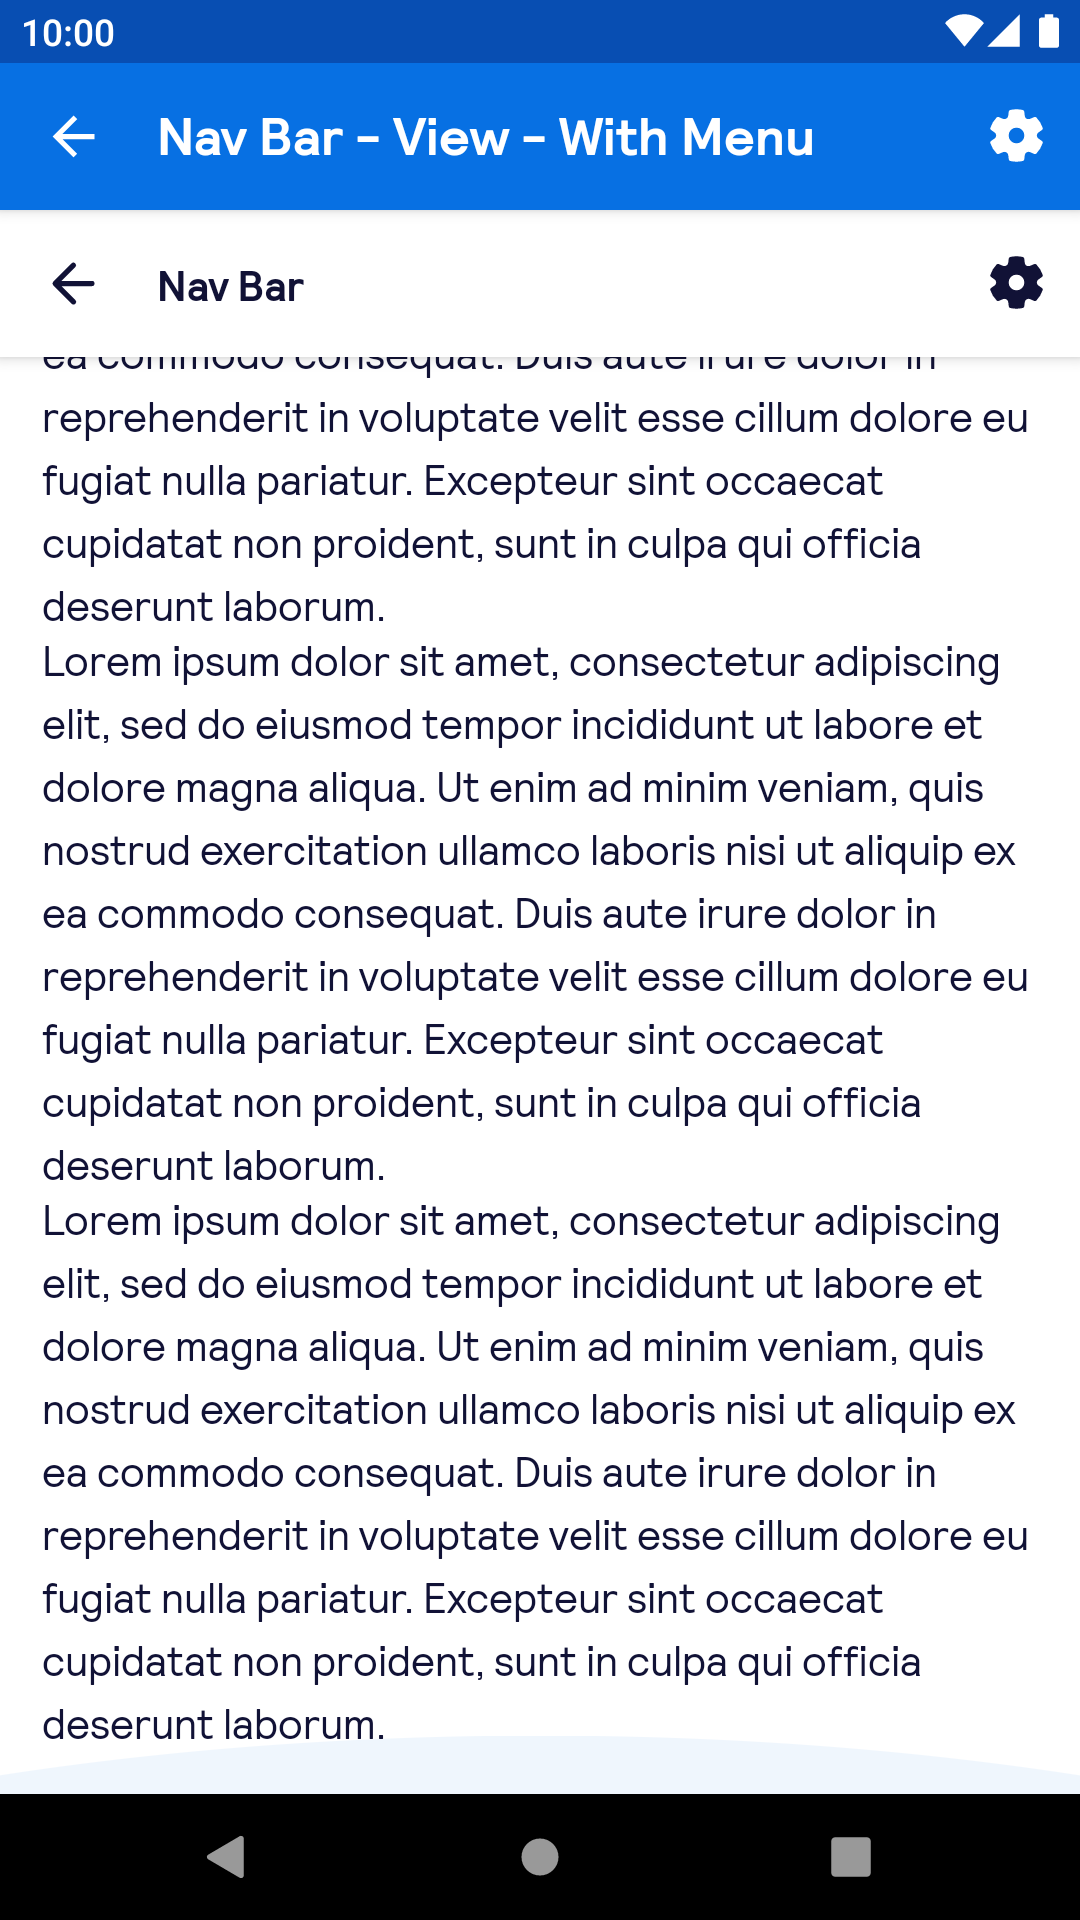 10:00
Nav Bar - View - With Menu
Nav Bar
ea commodo consequat. Duis aute irure dolor in
reprehenderit in voluptate velit esse cillum dolore eu
fugiat nulla pariatur. Excepteur sint occaecat
cupidatat non proident, sunt in culpa qui officia
deserunt laborum.
Lorem ipsum dolor sit amet, consectetur adipiscing
elit, sed do eiusmod tempor incididunt ut labore et
dolore magna aliqua. Ut enim ad minim veniam, quis
nostrud exercitation ullamco laboris nisi ut aliquip ex
ea commodo consequat. Duis aute irure dolor in
reprehenderit in voluptate velit esse cillum dolore eu
fugiat nulla pariatur. Excepteur sint occaecat
cupidatat non proident, sunt in culpa qui officia
deserunt laborum.
Lorem ipsum dolor sit amet, consectetur adipiscing
elit, sed do eiusmod tempor incididunt ut labore et
dolore magna aliqua. Ut enim ad minim veniam, quis
nostrud exercitation ullamco laboris nisi ut aliquip ex
ea commodo consequat. Duis aute irure dolor in
reprehenderit in voluptate velit esse cillum dolore eu
fugiat nulla pariatur. Excepteur sint occaecat
cupidatat non proident, sunt in culpa qui officia
deserunt laborum.